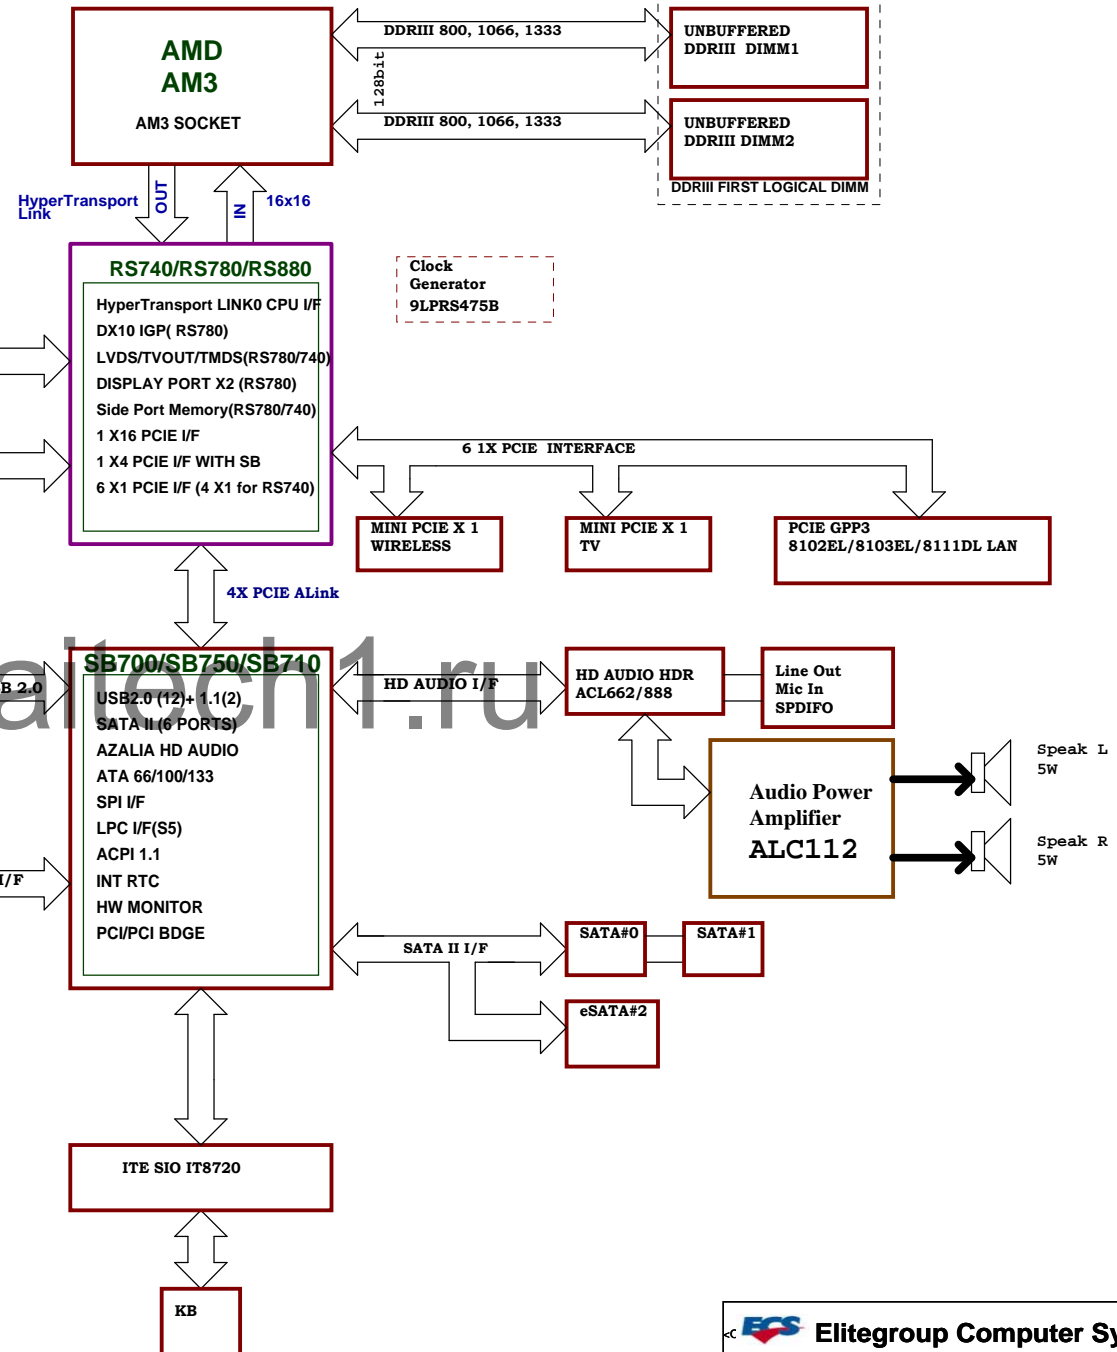 AMD
AM3
AM3 SOCKET
DDRIII 800, 1066, 1333
128bit
DDRIII 800, 1066, 1333
UNBUFFERED
DDRIII DIMM1
UNBUFFERED
DDRIII DIMM2
DDRIII FIRST LOGICAL DIMM
HyperTransport
Link
OUT
IN
16x16
RS740/RS780/RS880
HyperTransport LINK0 CPU I/F
DX10 IGP( RS780)
LVDS/TVOUT/TMDS(RS780/740)
DISPLAY PORT X2 (RS780)
Side Port Memory(RS780/740)
1 X16 PCIE I/F
1 X4 PCIE I/F WITH SB
6 X1 PCIE I/F (4 X1 for RS740)
Clock
Generator
9LPRS475B
6 1X PCIE INTERFACE
MINI PCIE X 1
WIRELESS
MINI PCIE X 1
TV
PCIE GPP3
8102EL/8103EL/8111DL LAN
4X PCIE ALink
aitech1.ru
SB700/SB750/SB710
B 2.0
USB2.0 (12)+ 1.1(2)
SATA II (6 PORTS)
AZALIA HD AUDIO
ATA 66/100/133
SPI I/F
LPC I/F(S5)
ACPI 1.1
INT RTC
HW MONITOR
PCI/PCI BDGE
I/F
HD AUDIO I/F
HD AUDIO HDR
ACL662/888
Line Out
Mic In
SPDIFO
Audio Power
Amplifier
ALC112
Speak L
5W
Speak R
5W
SATA II I/F
SATA#0
SATA#1
eSATA#2
ITE SIO IT8720
KB
<C
ECS
Elitegroup Computer Sy